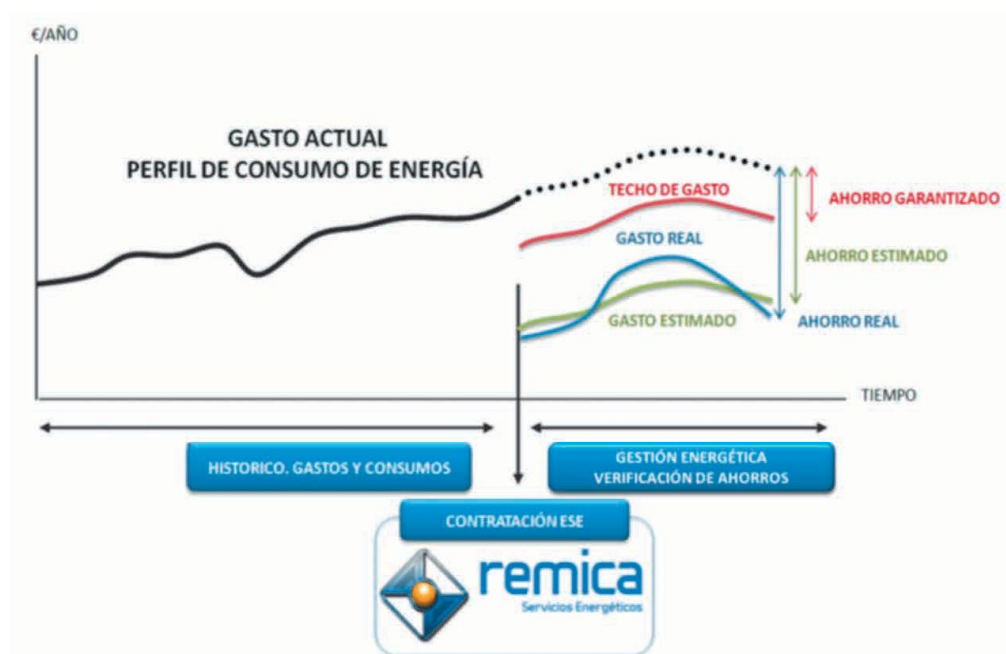 €/AÑO
GASTO ACTUAL
PERFIL DE CONSUMO DE ENERGÍA
TECHO DE GASTO
AHORRO GARANTIZADO
GASTO REAL
AHORRO ESTIMADO
GASTO ESTIMADO
AHORRO REAL
TIEMPO
HISTORICO. GASTOS Y CONSUMOS
GESTIÓN ENERGÉTICA
VERIFICACIÓN DE AHORROS
CONTRATACIÓN ESE
remica
Servicios Energéticos